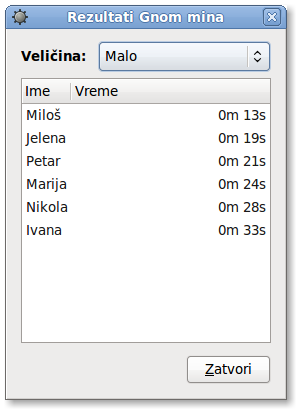 Rezultati Gnom mina
Veličina: Malo
Ime Vreme
Miloš 0m 13s
Jelena 0m 19s
Petar 0m 21s
Marija 0m 24s
Nikola 0m 28s
Ivana 0m 33s
Zatvori